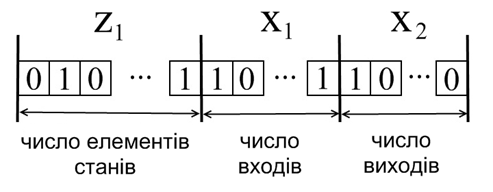 Z₁ X₁ X₂
0 1 0 ... 1 1 0 ... 1 1 0 ... 0
число елементів число число
станів входів виходів